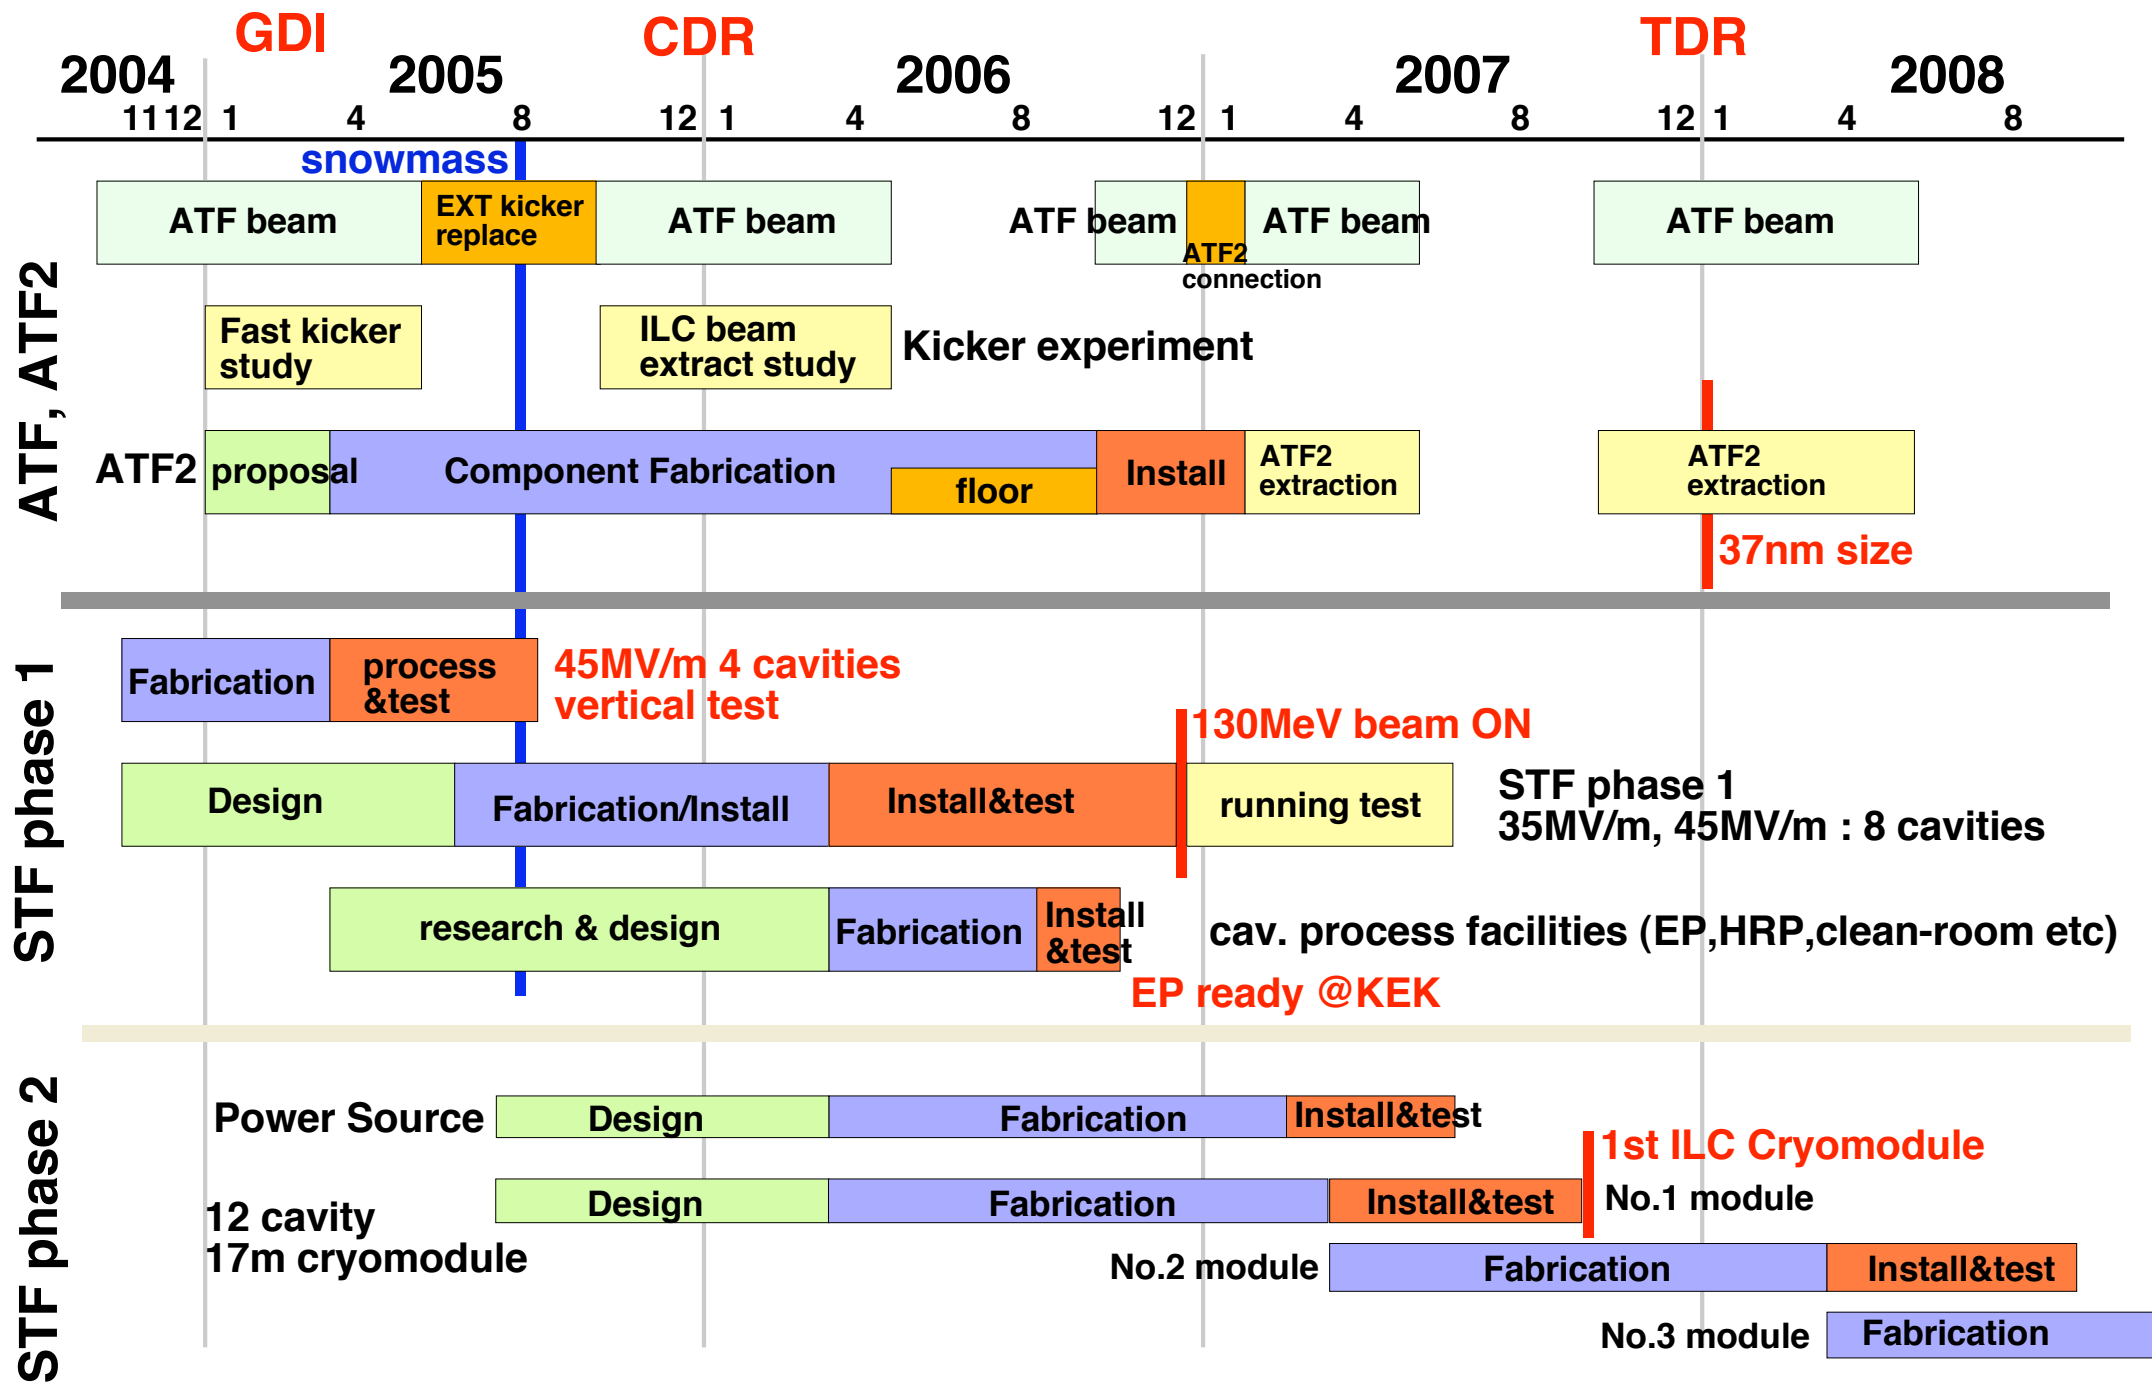 GDI CDR TDR
2004 2005 2006 2007 2008
11 12 1 4 8 12 1 4 8 12 1 4 8 12 1 4 8
snowmass
ATF, ATF2
ATF beam
EXT kicker
replace
ATF beam
ATF beam
ATF2
connection
ATF beam
ATF beam
Fast kicker
study
ILC beam
extract study
Kicker experiment
ATF2
proposal
Component Fabrication
floor
Install
ATF2
extraction
ATF2
extraction
37nm size
STF phase 1
Fabrication
process
&test
45MV/m 4 cavities
vertical test
130MeV beam ON
Design
Fabrication/Install
Install&test
running test
STF phase 1
35MV/m, 45MV/m : 8 cavities
research & design
Fabrication
Install
&test
cav. process facilities (EP,HRP,clean-room etc)
EP ready @KEK
STF phase 2
Power Source
Design
Fabrication
Install&test
1st ILC Cryomodule
12 cavity
17m cryomodule
Design
Fabrication
Install&test
No.1 module
No.2 module
Fabrication
Install&test
No.3 module
Fabrication